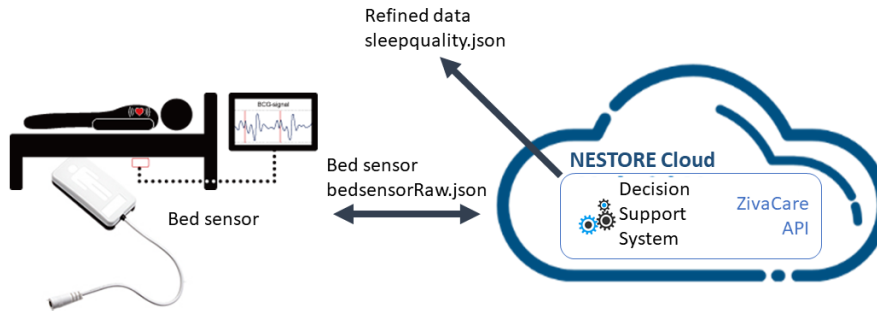 Refined data
sleepquality.json
BCG-signal
NESTORE Cloud
Bed sensor
bedsensorRaw.json
Decision
Support
System
ZivaCare
API
Bed sensor